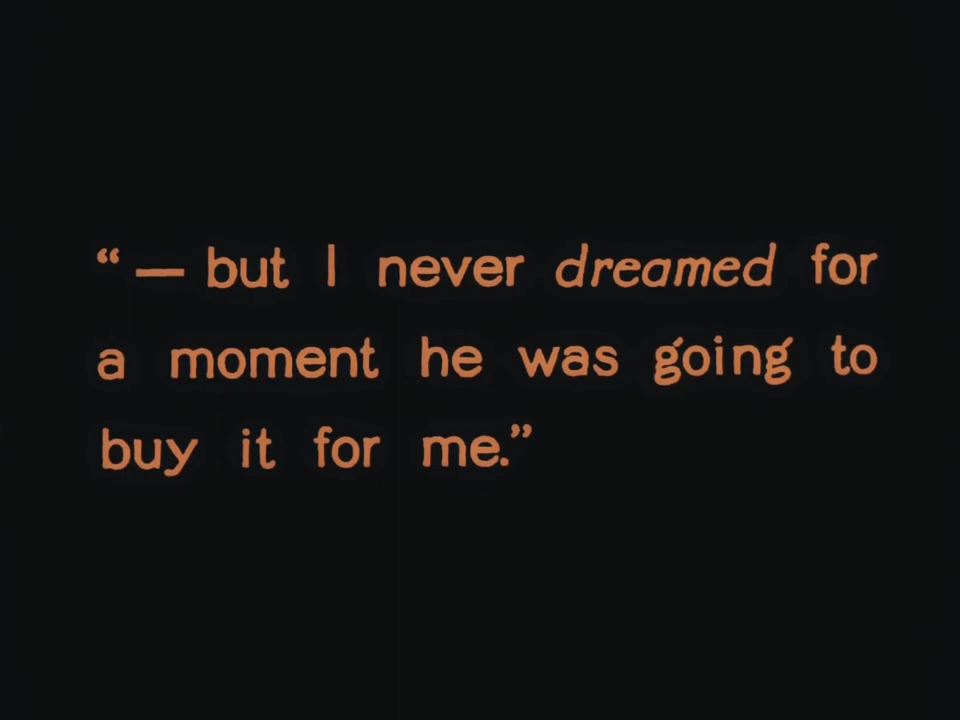 “— but I never dreamed for
a moment he was going to
buy it for me.”